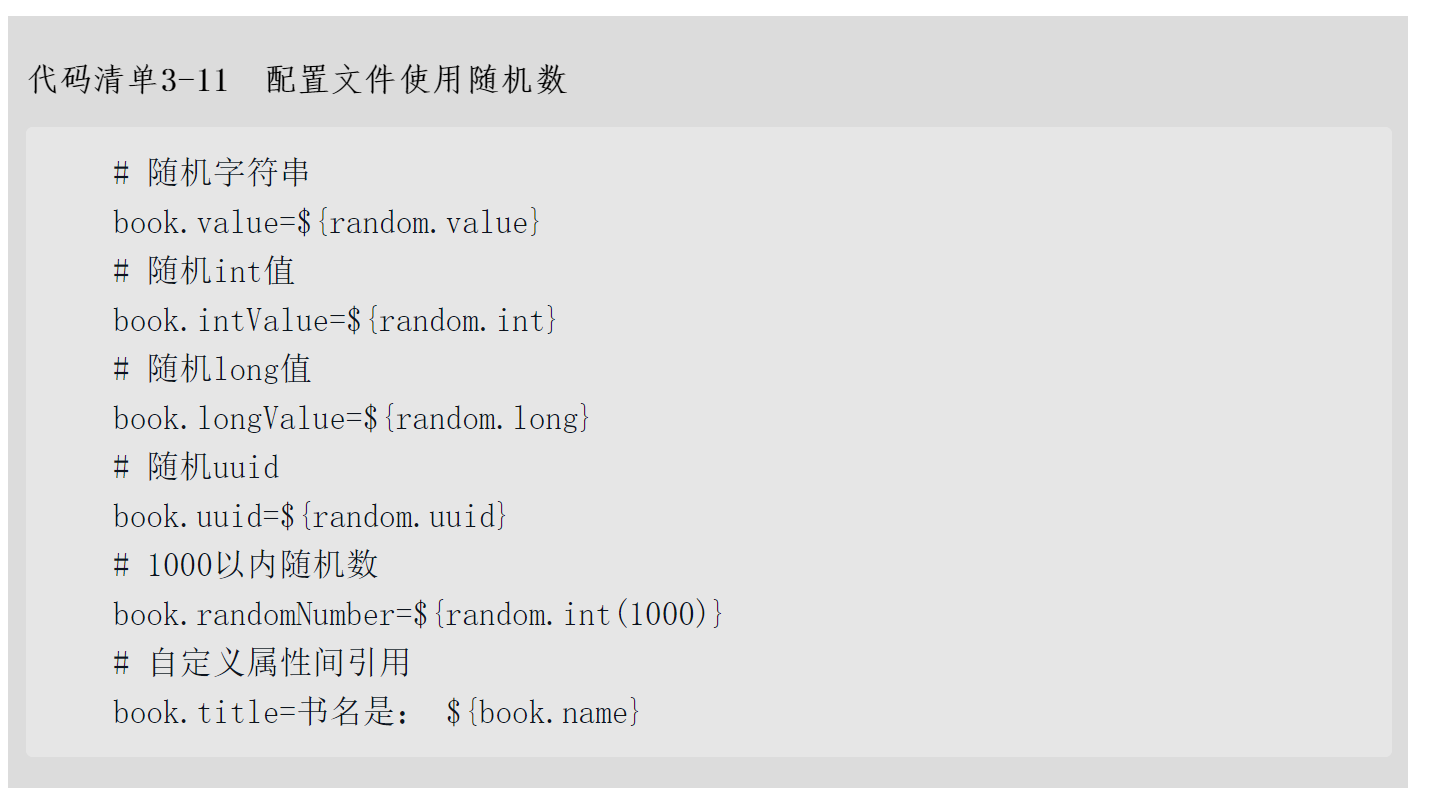 代码清单3-11 配置文件使用随机数
# 随机字符串
book.value=${random.value}
# 随机int值
book.intValue=${random.int}
# 随机long值
book.longValue=${random.long}
# 随机uuid
book.uuid=${random.uuid}
# 1000以内随机数
book.randomNumber=${random.int(1000)}
# 自定义属性间引用
book.title=书名是： ${book.name}